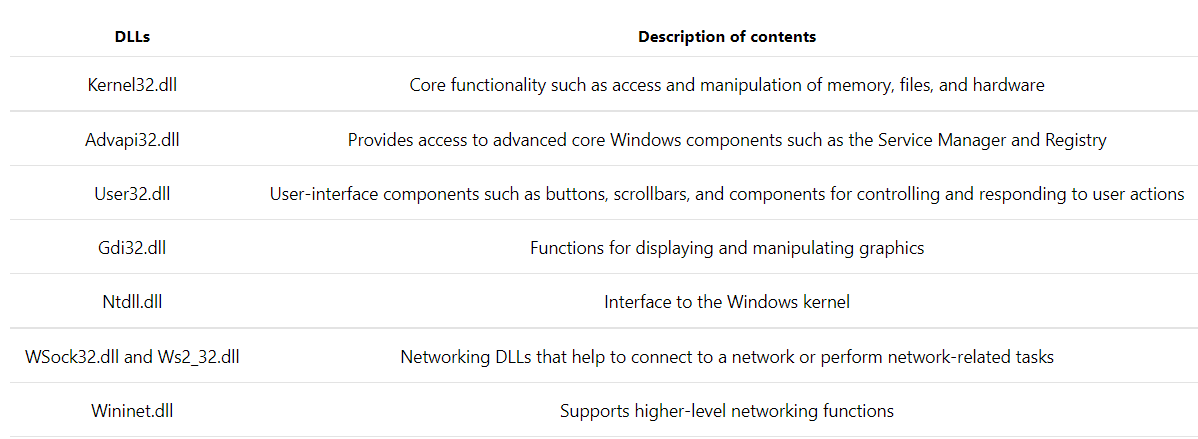 DLLs Description of contents
Kernel32.dll Core functionality such as access and manipulation of memory, files, and hardware
Advapi32.dll Provides access to advanced core Windows components such as the Service Manager and Registry
User32.dll User-interface components such as buttons, scrollbars, and components for controlling and responding to user actions
Gdi32.dll Functions for displaying and manipulating graphics
Ntdll.dll Interface to the Windows kernel
WSock32.dll and Ws2_32.dll Networking DLLs that help to connect to a network or perform network-related tasks
Wininet.dll Supports higher-level networking functions